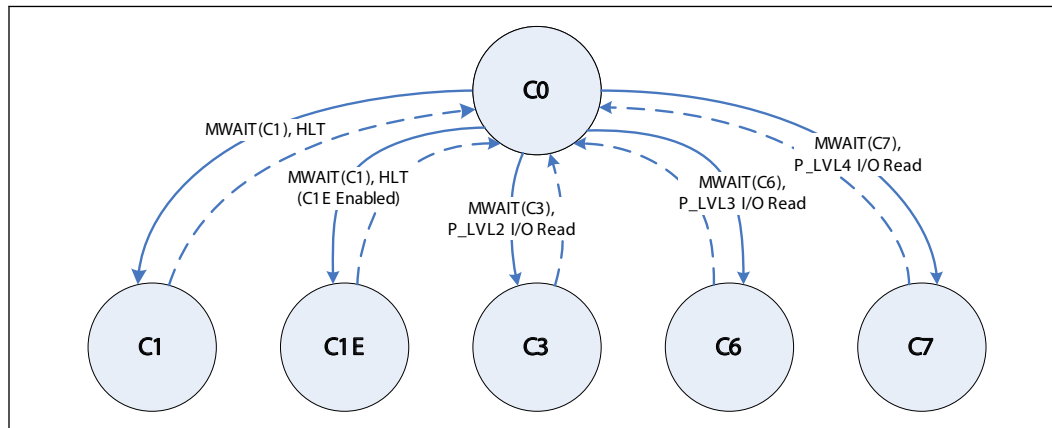 C0
MWAIT(C1), HLT
MWAIT(C1), HLT
(C1E Enabled)
MWAIT(C3),
P_LVL2 I/O Read
MWAIT(C6),
P_LVL3 I/O Read
MWAIT(C7),
P_LVL4 I/O Read
C1
C1E
C3
C6
C7